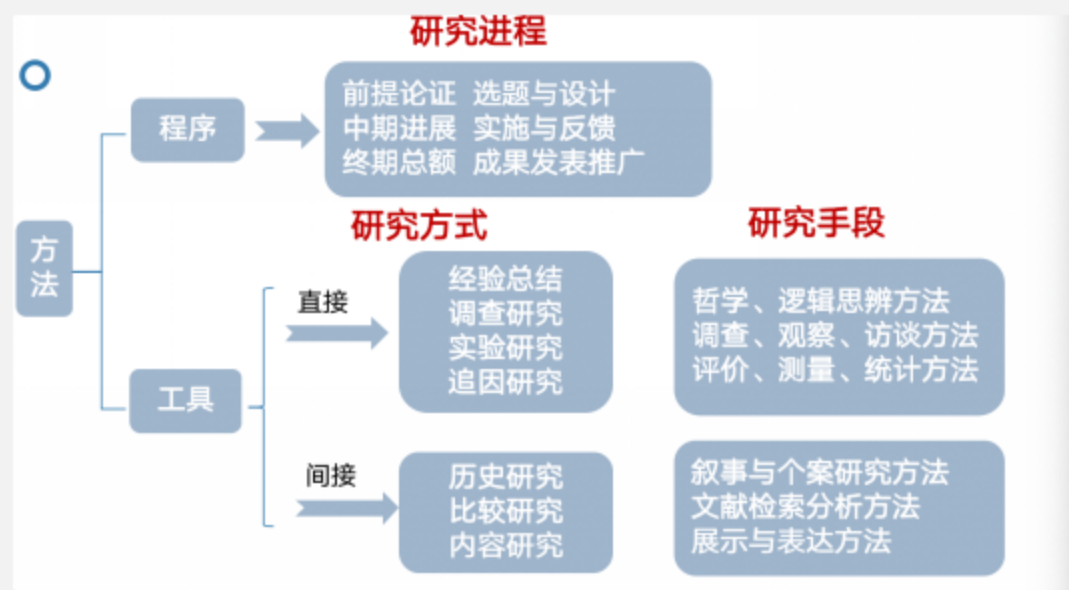 研究进程
程序
前提论证 选题与设计
中期进展 实施与反馈
终期总额 成果发表推广
方法
研究方式
研究手段
工具
直接
经验总结
调查研究
实验研究
追因研究
哲学、逻辑思辨方法
调查、观察、访谈方法
评价、测量、统计方法
间接
历史研究
比较研究
内容研究
叙事与个案研究方法
文献检索分析方法
展示与表达方法